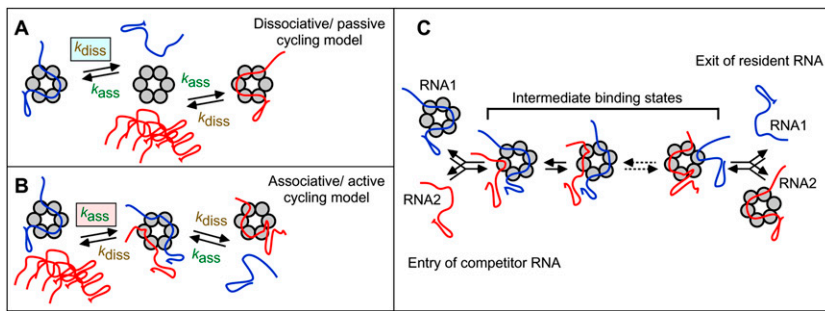 A
Dissociative/ passive
cycling model
kdiss
kass
kass
kdiss
B
Associative/ active
cycling model
kass
kdiss
kdiss
kass
C
Exit of resident RNA
RNA1
Intermediate binding states
RNA1
RNA2
RNA2
Entry of competitor RNA